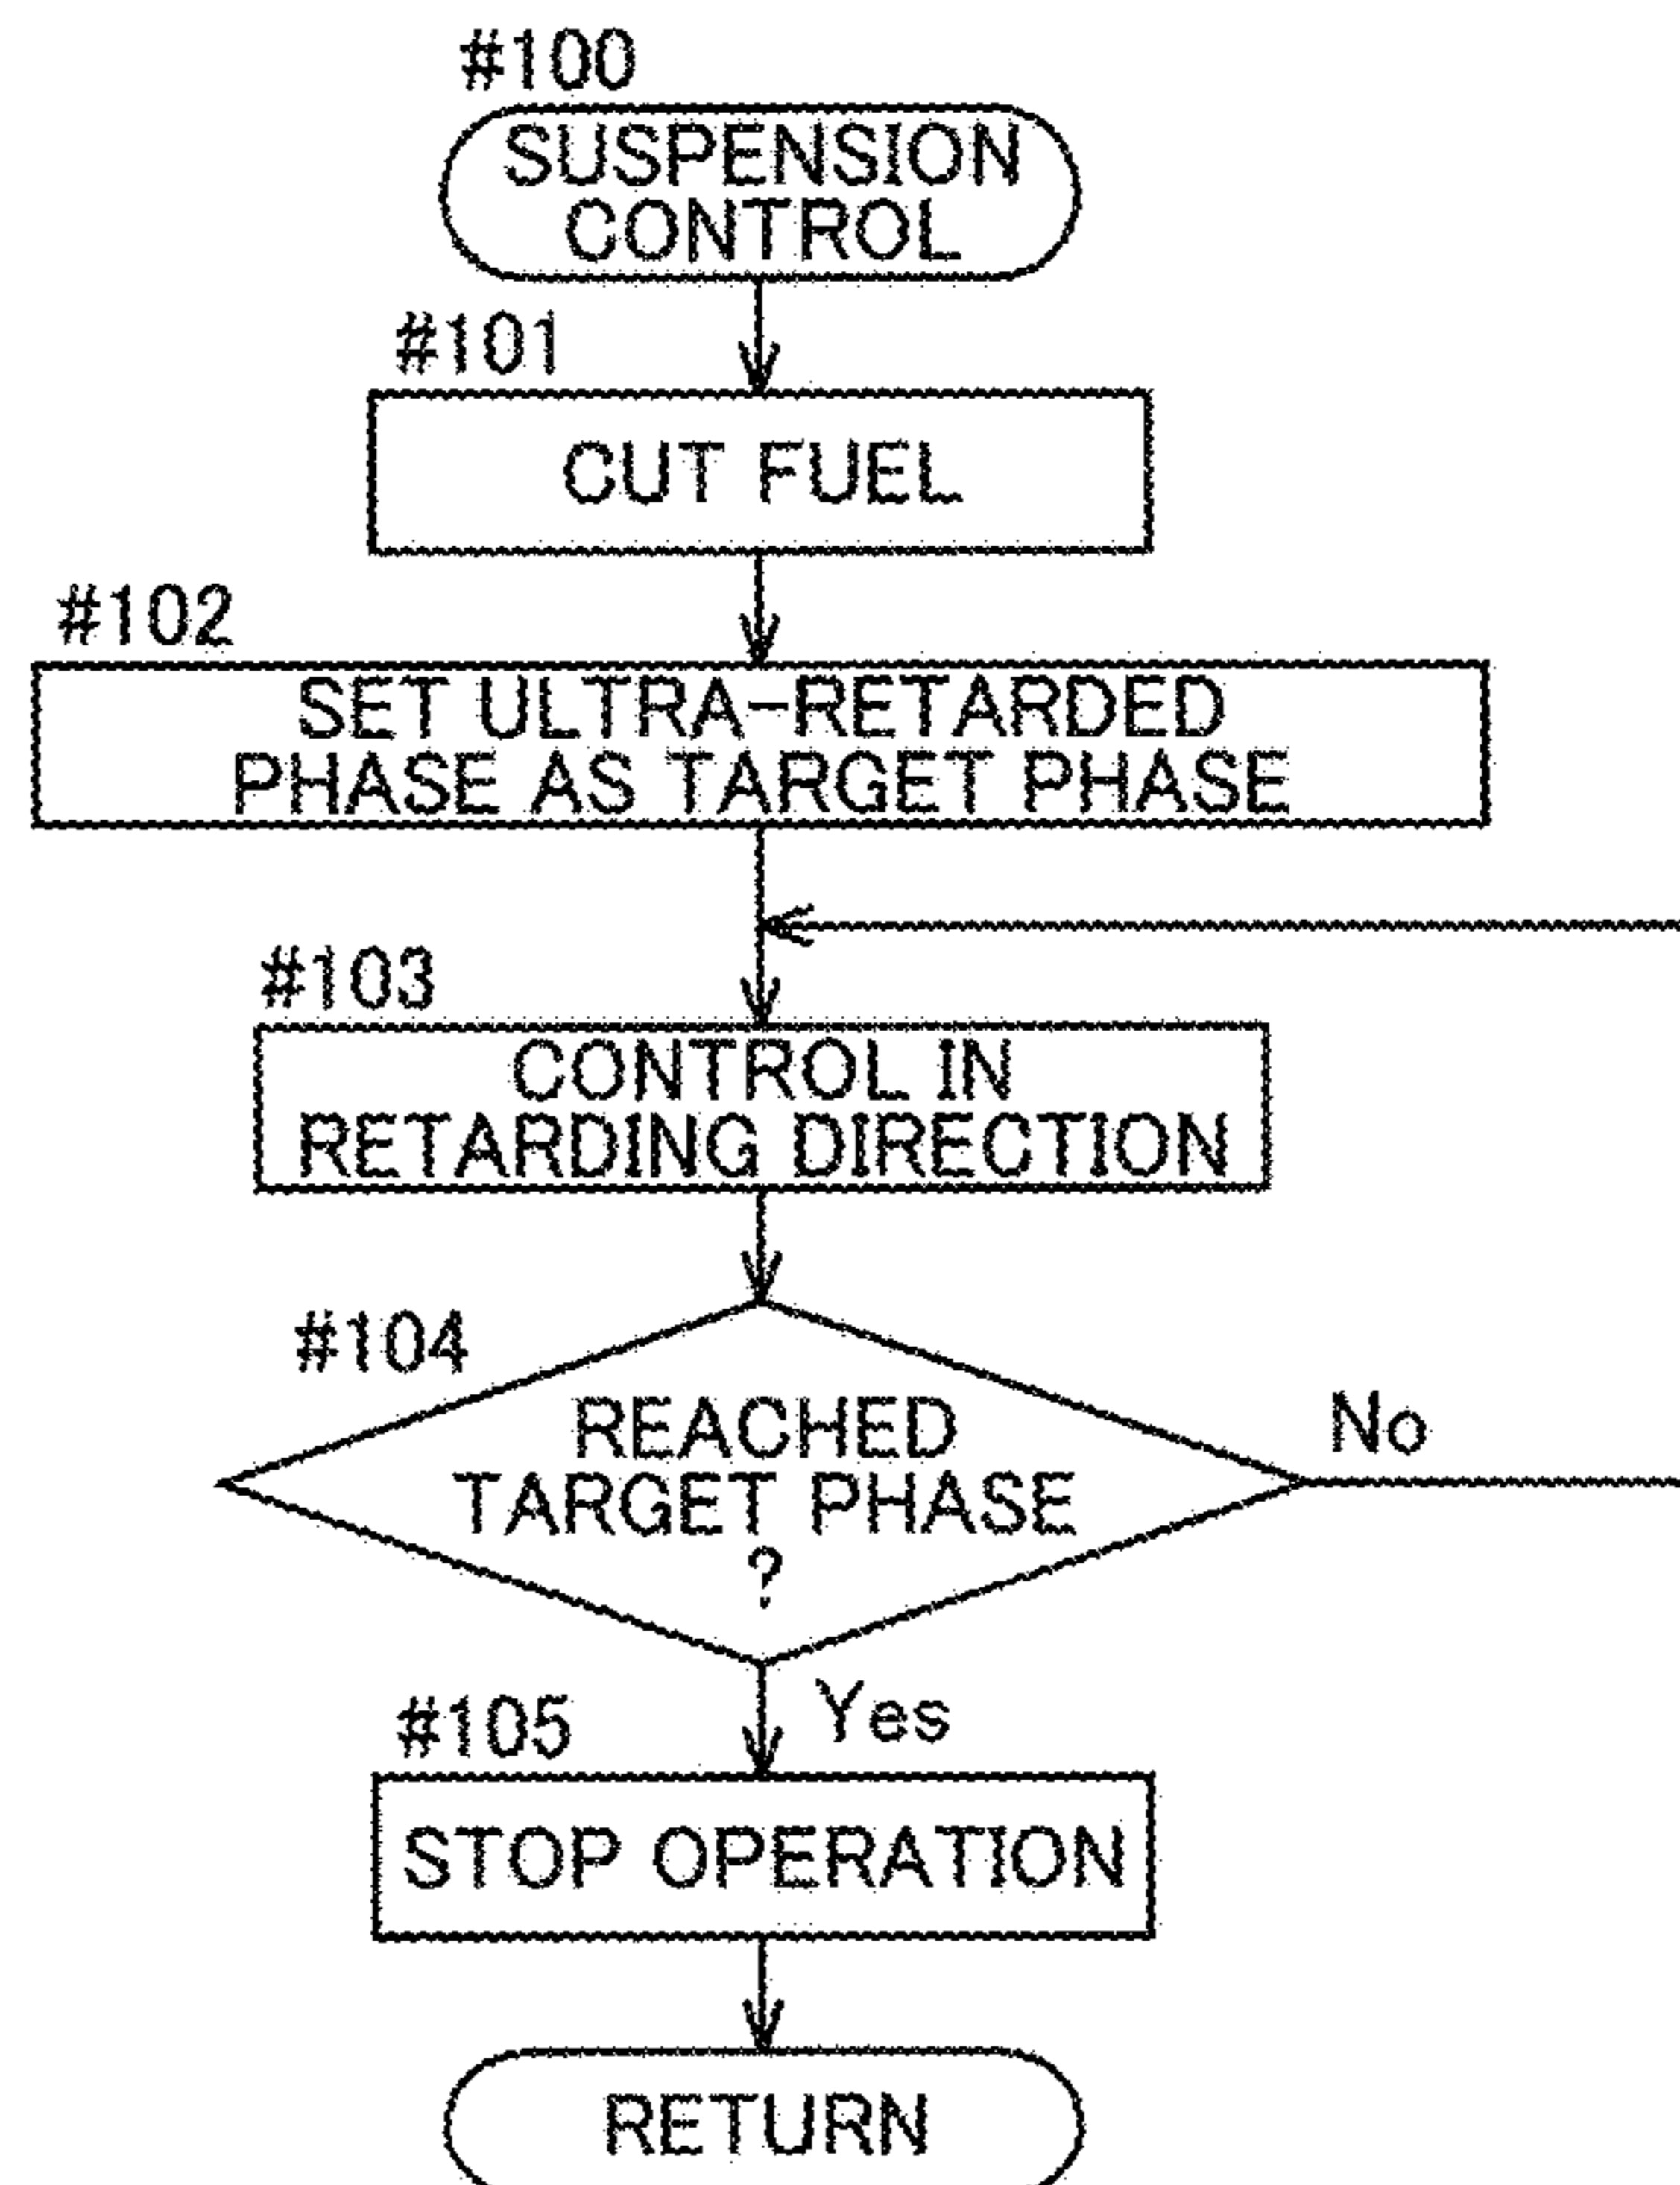 #100
SUSPENSION
CONTROL
#101
CUT FUEL
#102
SET ULTRA-RETARDED
PHASE AS TARGET PHASE
#103
CONTROL IN
RETARDING DIRECTION
#104
REACHED
TARGET PHASE
?
No
Yes
#105
STOP OPERATION
RETURN